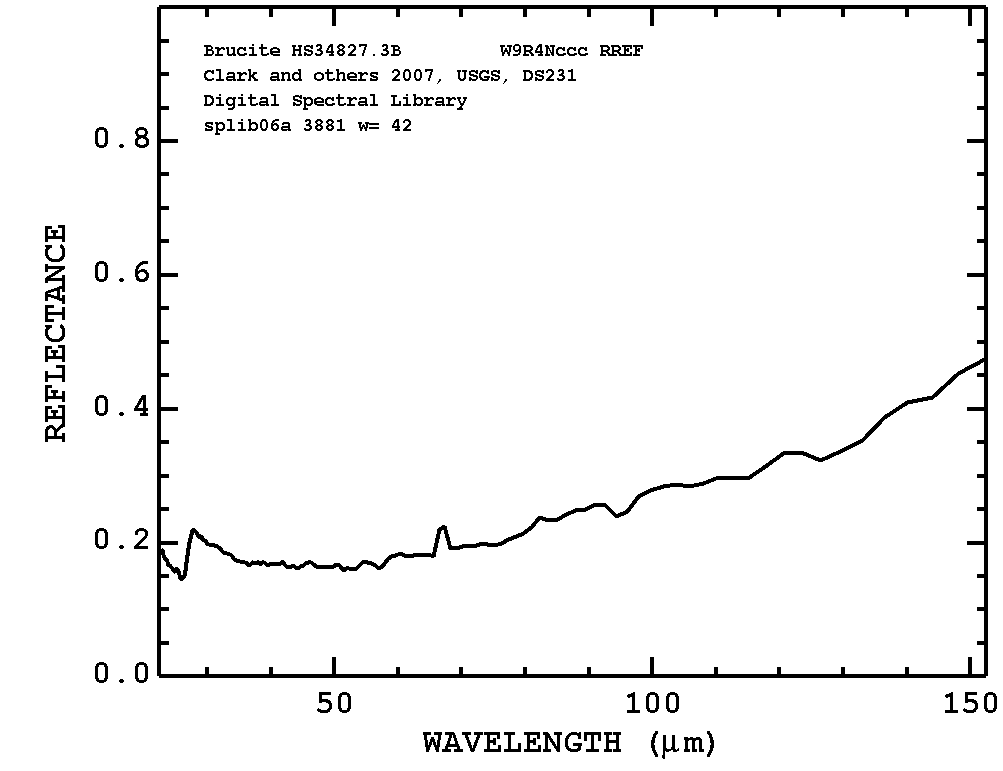 Brucite HS34827.3B W9R4Nccc RREF
Clark and others 2007, USGS, DS231
Digital Spectral Library
splib06a 3881 w= 42
0.8
0.6
0.4
0.2
0.0
REFLECTANCE
50 100 150
WAVELENGTH (μm)